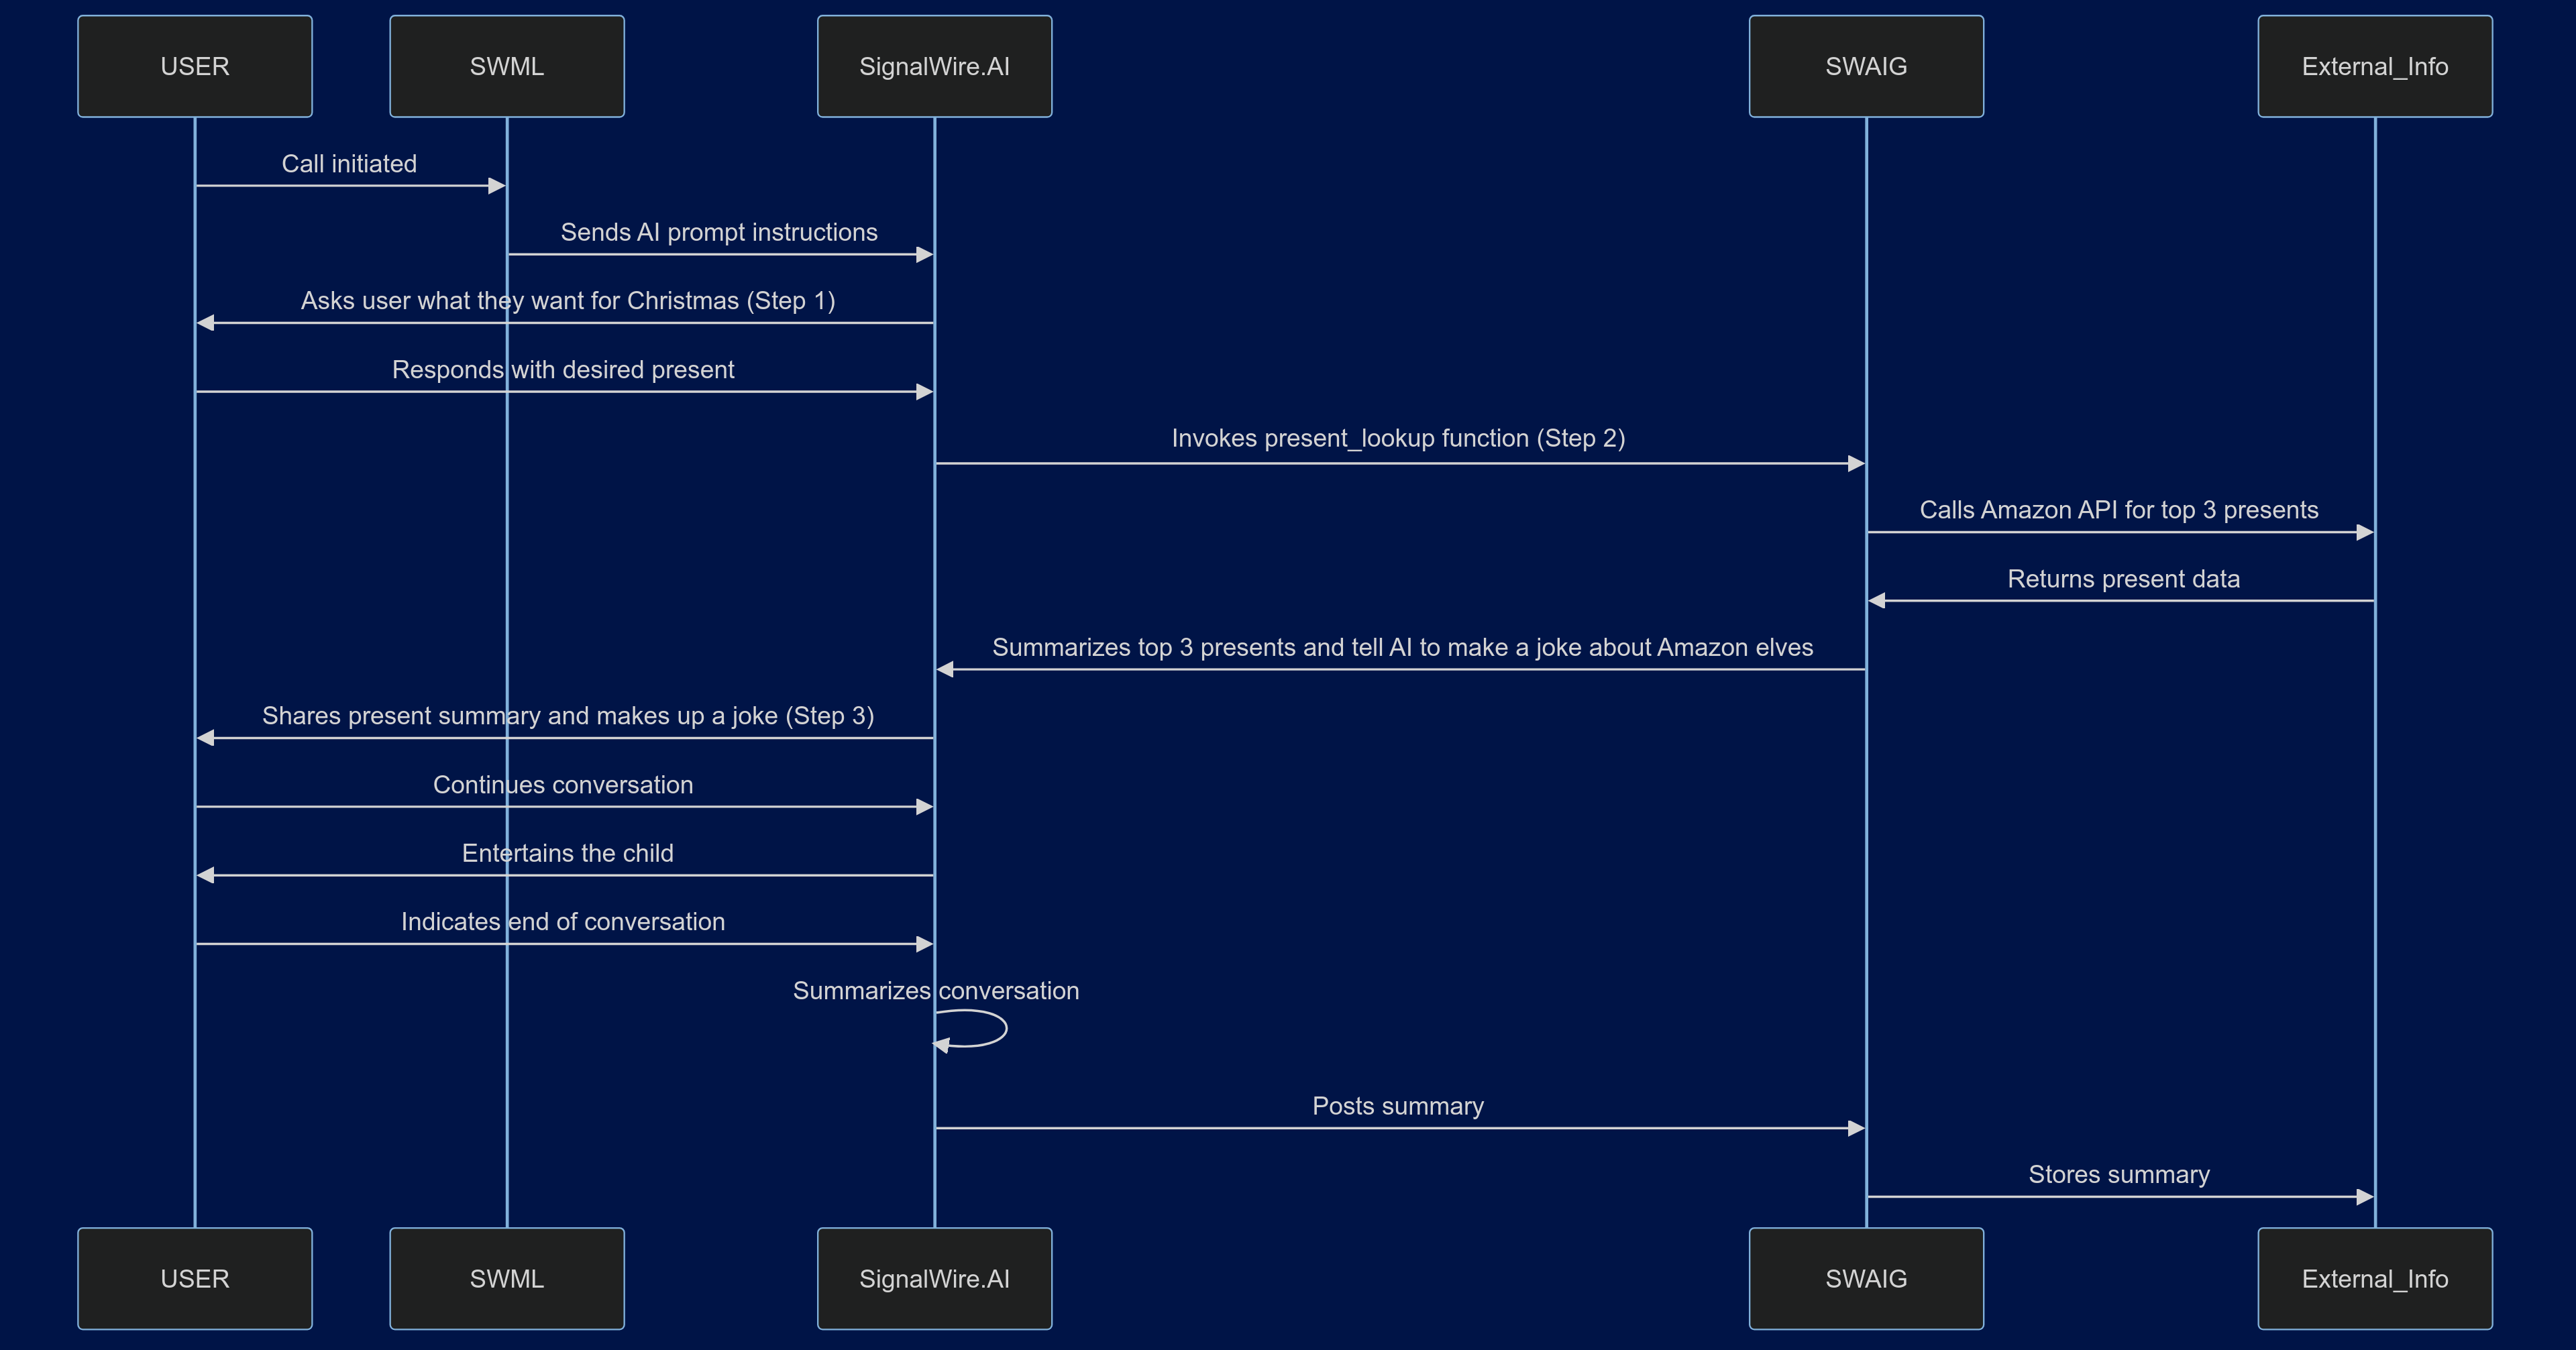 USER
SWML
SignalWire.AI
SWAIG
External_Info
Call initiated
Sends AI prompt instructions
Asks user what they want for Christmas (Step 1)
Responds with desired present
Invokes present_lookup function (Step 2)
Calls Amazon API for top 3 presents
Returns present data
Summarizes top 3 presents and tell AI to make a joke about Amazon elves
Shares present summary and makes up a joke (Step 3)
Continues conversation
Entertains the child
Indicates end of conversation
Summarizes conversation
Posts summary
Stores summary
USER
SWML
SignalWire.AI
SWAIG
External_Info